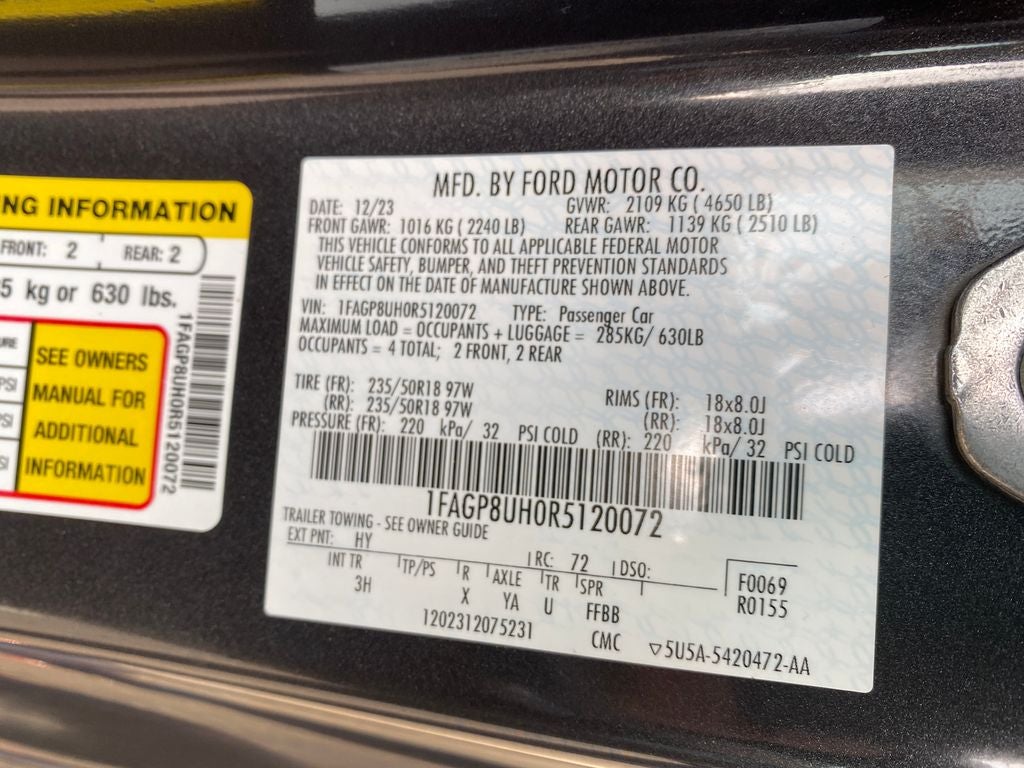 NG INFORMATION
FRONT: 2 REAR: 2
5 kg or 630 lbs.
SEE OWNERS
MANUAL FOR
ADDITIONAL
INFORMATION
URE
PSI
PSI
SI
1FAGP8UH0R5120072
MFD. BY FORD MOTOR CO.
DATE: 12/23 GVWR: 2109 KG ( 4650 LB)
FRONT GAWR: 1016 KG ( 2240 LB) REAR GAWR: 1139 KG ( 2510 LB)
THIS VEHICLE CONFORMS TO ALL APPLICABLE FEDERAL MOTOR
VEHICLE SAFETY, BUMPER, AND THEFT PREVENTION STANDARDS
IN EFFECT ON THE DATE OF MANUFACTURE SHOWN ABOVE.
VIN: 1FAGP8UH0R5120072 TYPE: Passenger Car
MAXIMUM LOAD = OCCUPANTS + LUGGAGE = 285KG/ 630LB
OCCUPANTS = 4 TOTAL; 2 FRONT, 2 REAR
TIRE (FR): 235/50R18 97W RIMS (FR): 18x8.0J
(RR): 235/50R18 97W (RR): 18x8.0J
PRESSURE (FR): 220 kPa/ 32 PSI COLD (RR): 220 kPa/ 32 PSI COLD
1FAGP8UH0R5120072
TRAILER TOWING - SEE OWNER GUIDE
EXT PNT: HY RC: 72 DSO:
INT TR TP/PS R AXLE TR SPR F0069
3H X YA U FFBB R0155
1202312075231 CMC ▽5U5A-5420472-AA